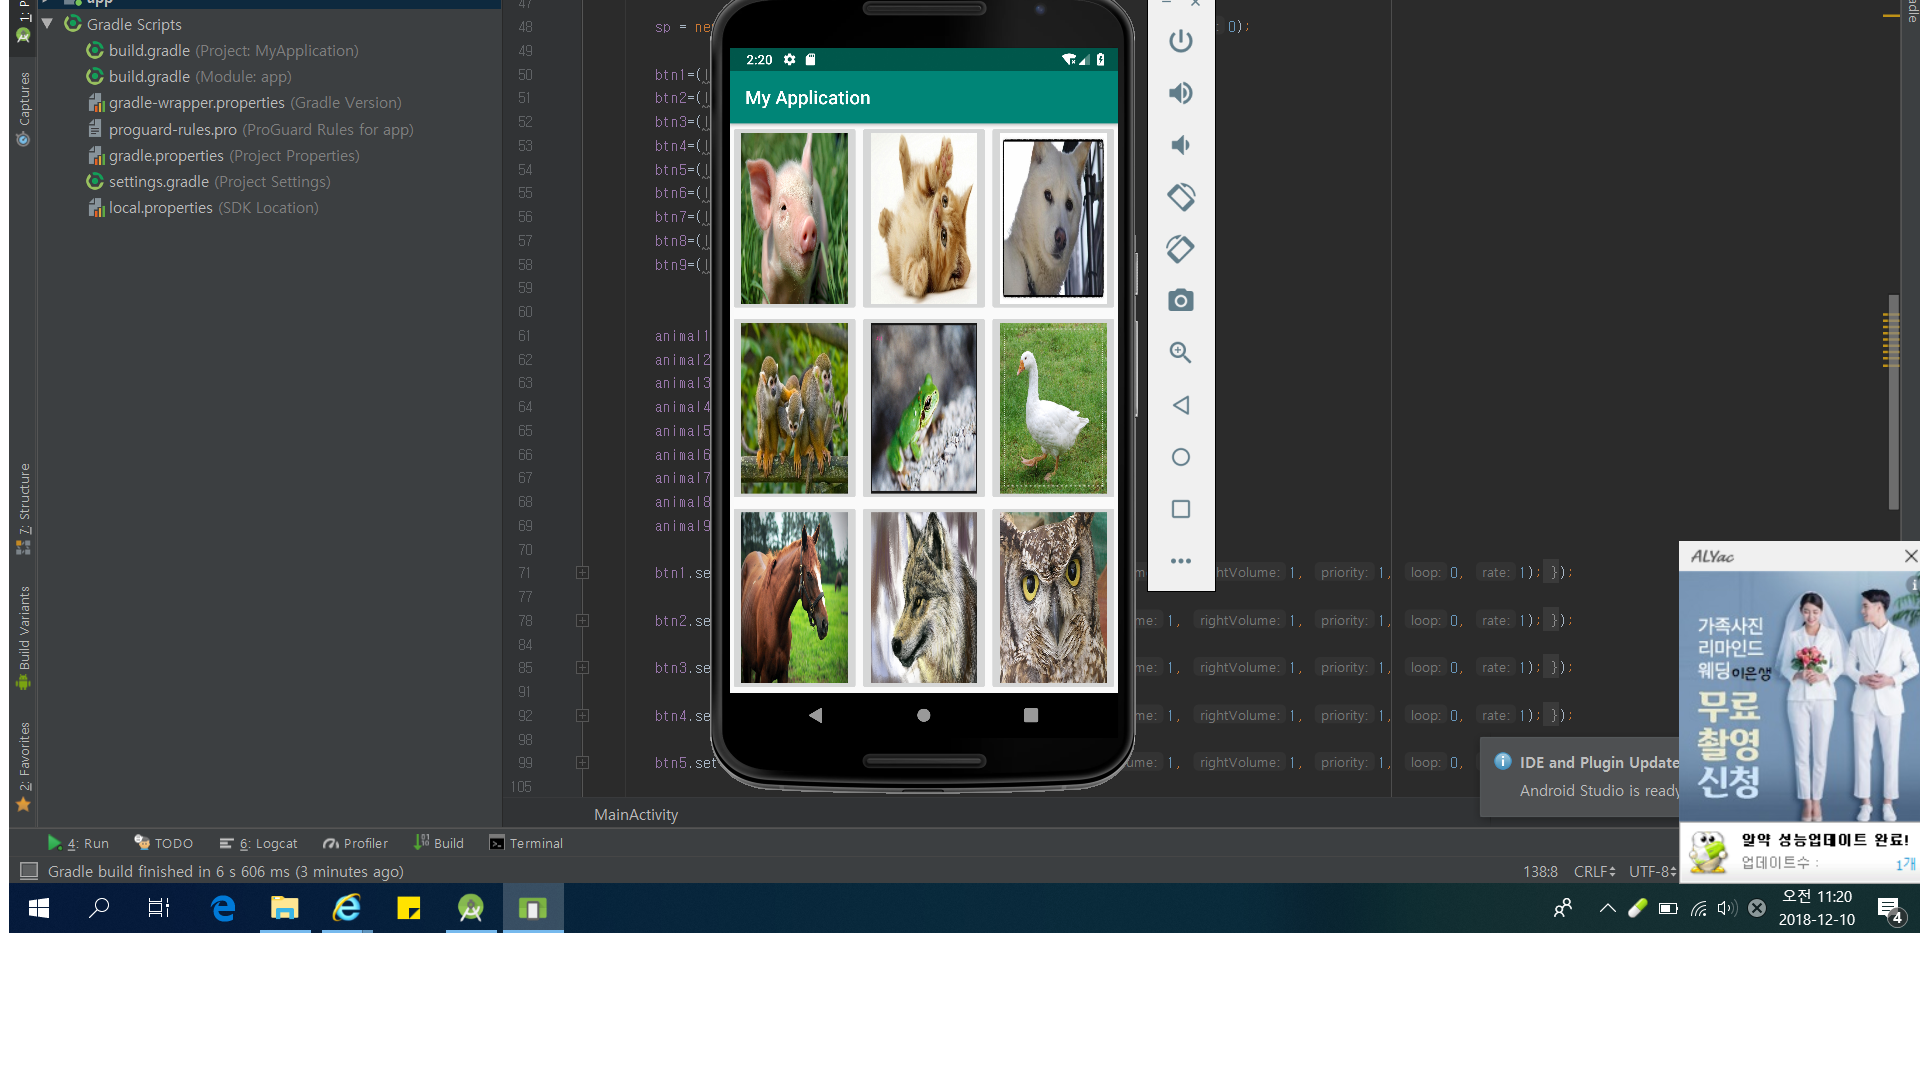 app
Gradle Scripts
build.gradle (Project: MyApplication)
build.gradle (Module: app)
gradle-wrapper.properties (Gradle Version)
proguard-rules.pro (ProGuard Rules for app)
gradle.properties (Project Properties)
settings.gradle (Project Settings)
local.properties (SDK Location)
Captures
7: Structure
Build Variants
2: Favorites
47
48 sp = ne 0);
49
50 btn1=(
51 btn2=(
52 btn3=(
53 btn4=(
54 btn5=(
55 btn6=(
56 btn7=(
57 btn8=(
58 btn9=(
59
60
61 animal1
62 animal2
63 animal3
64 animal4
65 animal5
66 animal6
67 animal7
68 animal8
69 animal9
70
71 btn1.se me: 1, rightVolume: 1, priority: 1, loop: 0, rate: 1); });
77
78 btn2.se ume: 1, rightVolume: 1, priority: 1, loop: 0, rate: 1); });
84
85 btn3.se me: 1, rightVolume: 1, priority: 1, loop: 0, rate: 1); });
91
92 btn4.se me: 1, rightVolume: 1, priority: 1, loop: 0, rate: 1); });
98
99 btn5.set ume: 1, rightVolume: 1, priority: 1, loop: 0,
105
MainActivity
2:20
My Application
ALYac
가족사진
리마인드
웨딩 이은생
무료
촬영
신청
알약 성능업데이트 완료!
업데이트수 : 1개
IDE and Plugin Update
Android Studio is ready
4: Run TODO 6: Logcat Profiler Build Terminal
Gradle build finished in 6 s 606 ms (3 minutes ago)
138:8 CRLF UTF-8
오전 11:20
2018-12-10
4